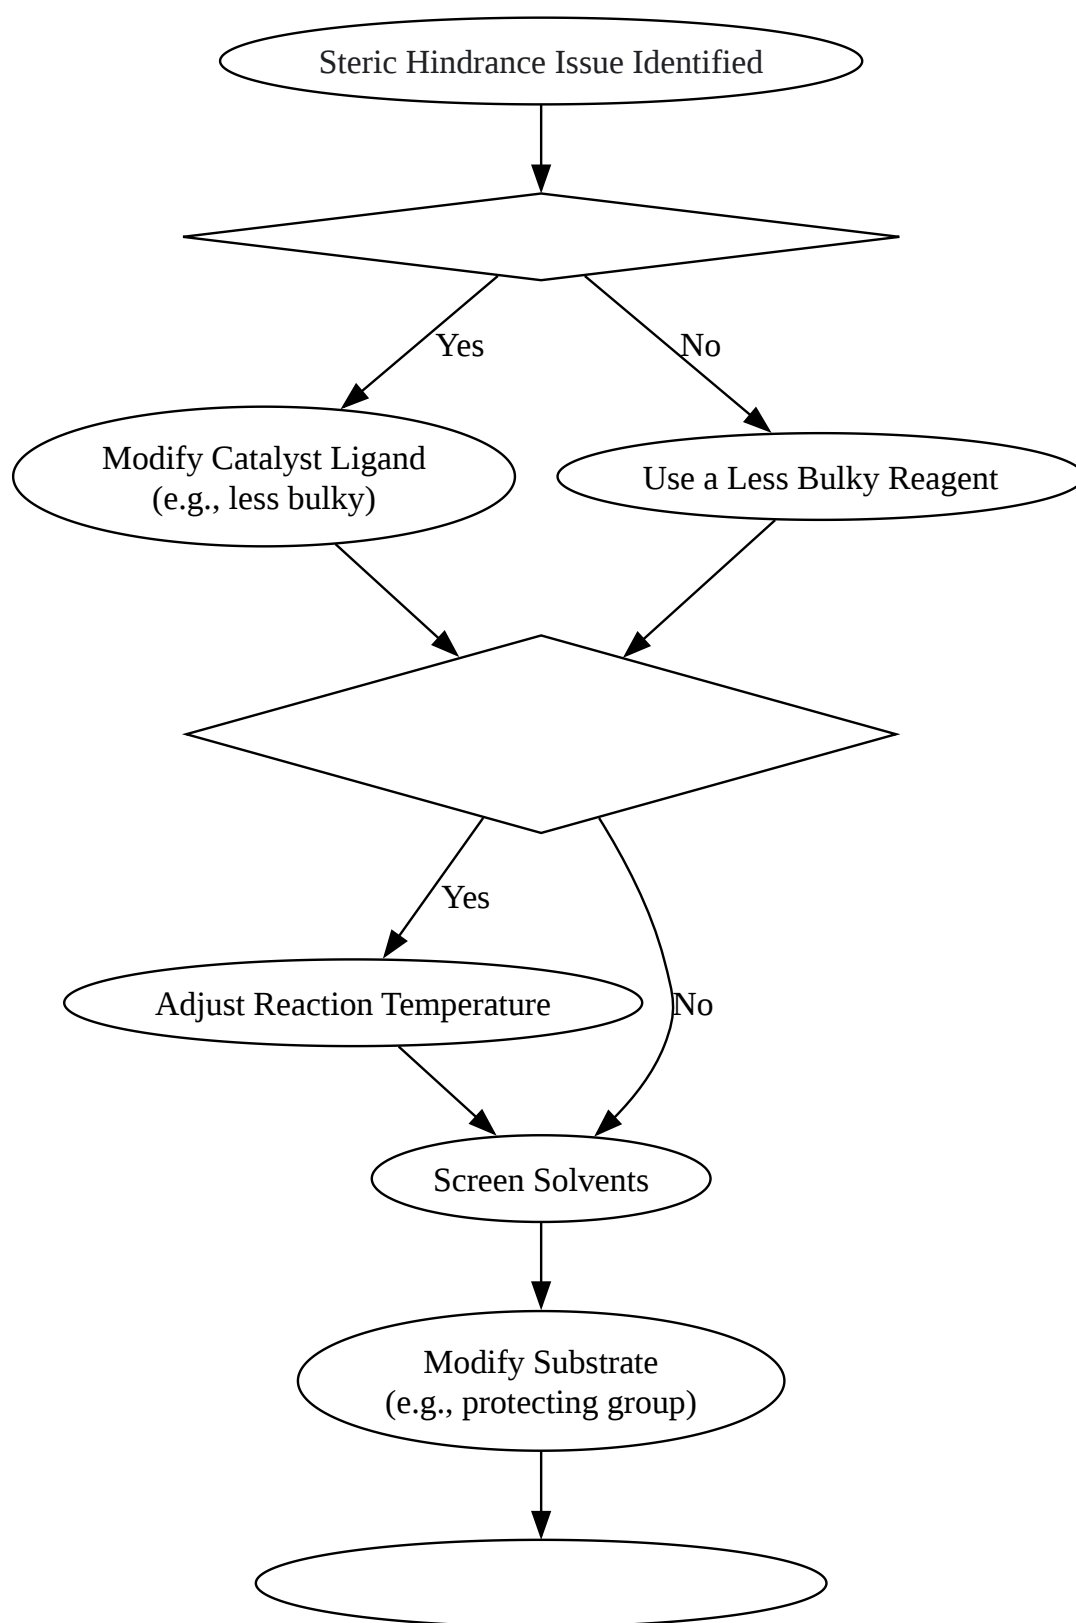 Steric Hindrance Issue Identified
Yes
No
Modify Catalyst Ligand
(e.g., less bulky)
Use a Less Bulky Reagent
Yes
Adjust Reaction Temperature
No
Screen Solvents
Modify Substrate
(e.g., protecting group)